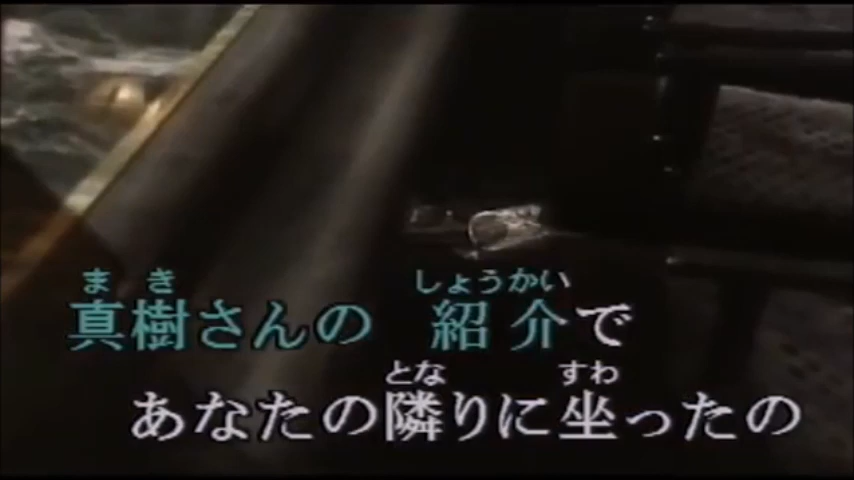 まき しょうかい
真樹さんの 紹介で
とな すわ
あなたの隣りに坐ったの